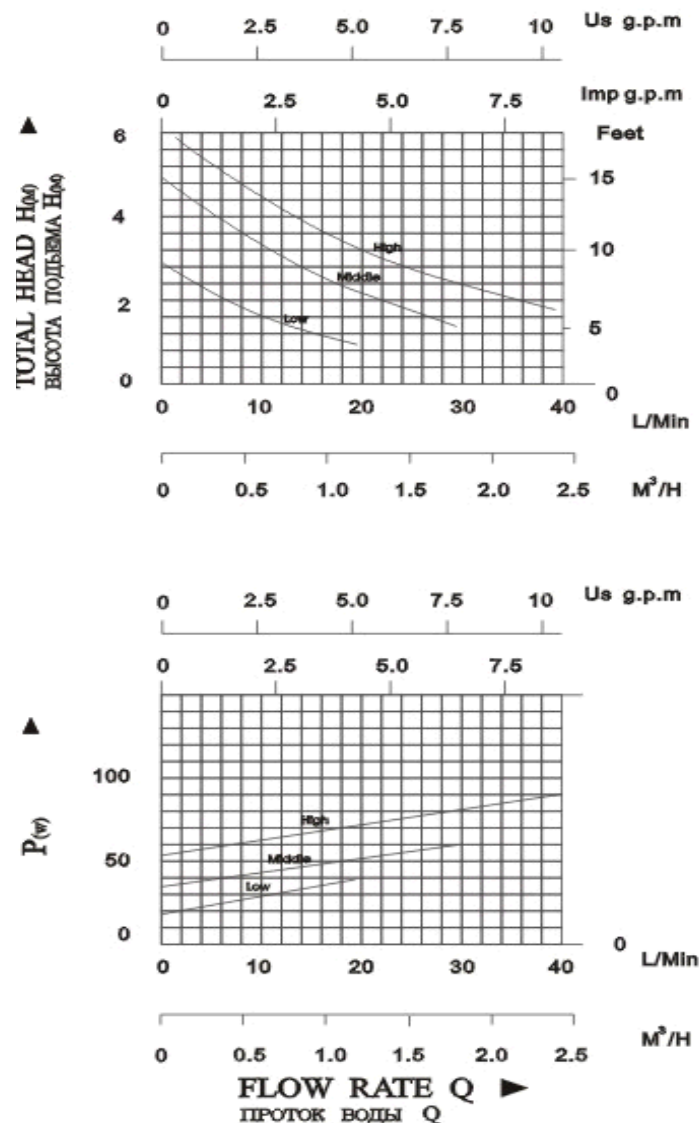 0 2.5 5.0 7.5 10 Us g.p.m
0 2.5 5.0 7.5 Imp g.p.m
▲
TOTAL HEAD H(M)
ВЫСОТА ПОДЬЕМА H(M)
6
4
2
0
Feet
15
10
5
0
High
Middle
Low
0 10 20 30 40
L/Min
0 0.5 1.0 1.5 2.0 2.5 M³/H
0 2.5 5.0 7.5 10 Us g.p.m
0 2.5 5.0 7.5
▲
P(w)
100
50
0
High
Middle
Low
0
0 10 20 30 40 L/Min
0 0.5 1.0 1.5 2.0 2.5 M³/H
FLOW RATE Q ►
ПРОТОК ВОДЫ Q